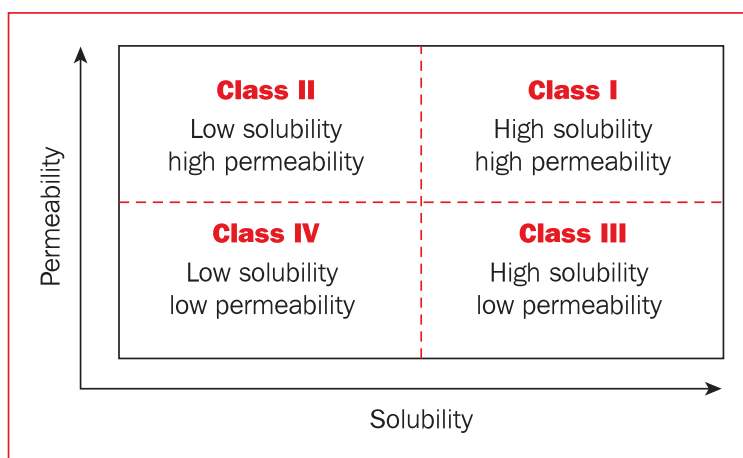 Permeability
Class II
Low solubility
high permeability
Class I
High solubility
high permeability
Class IV
Low solubility
low permeability
Class III
High solubility
low permeability
Solubility